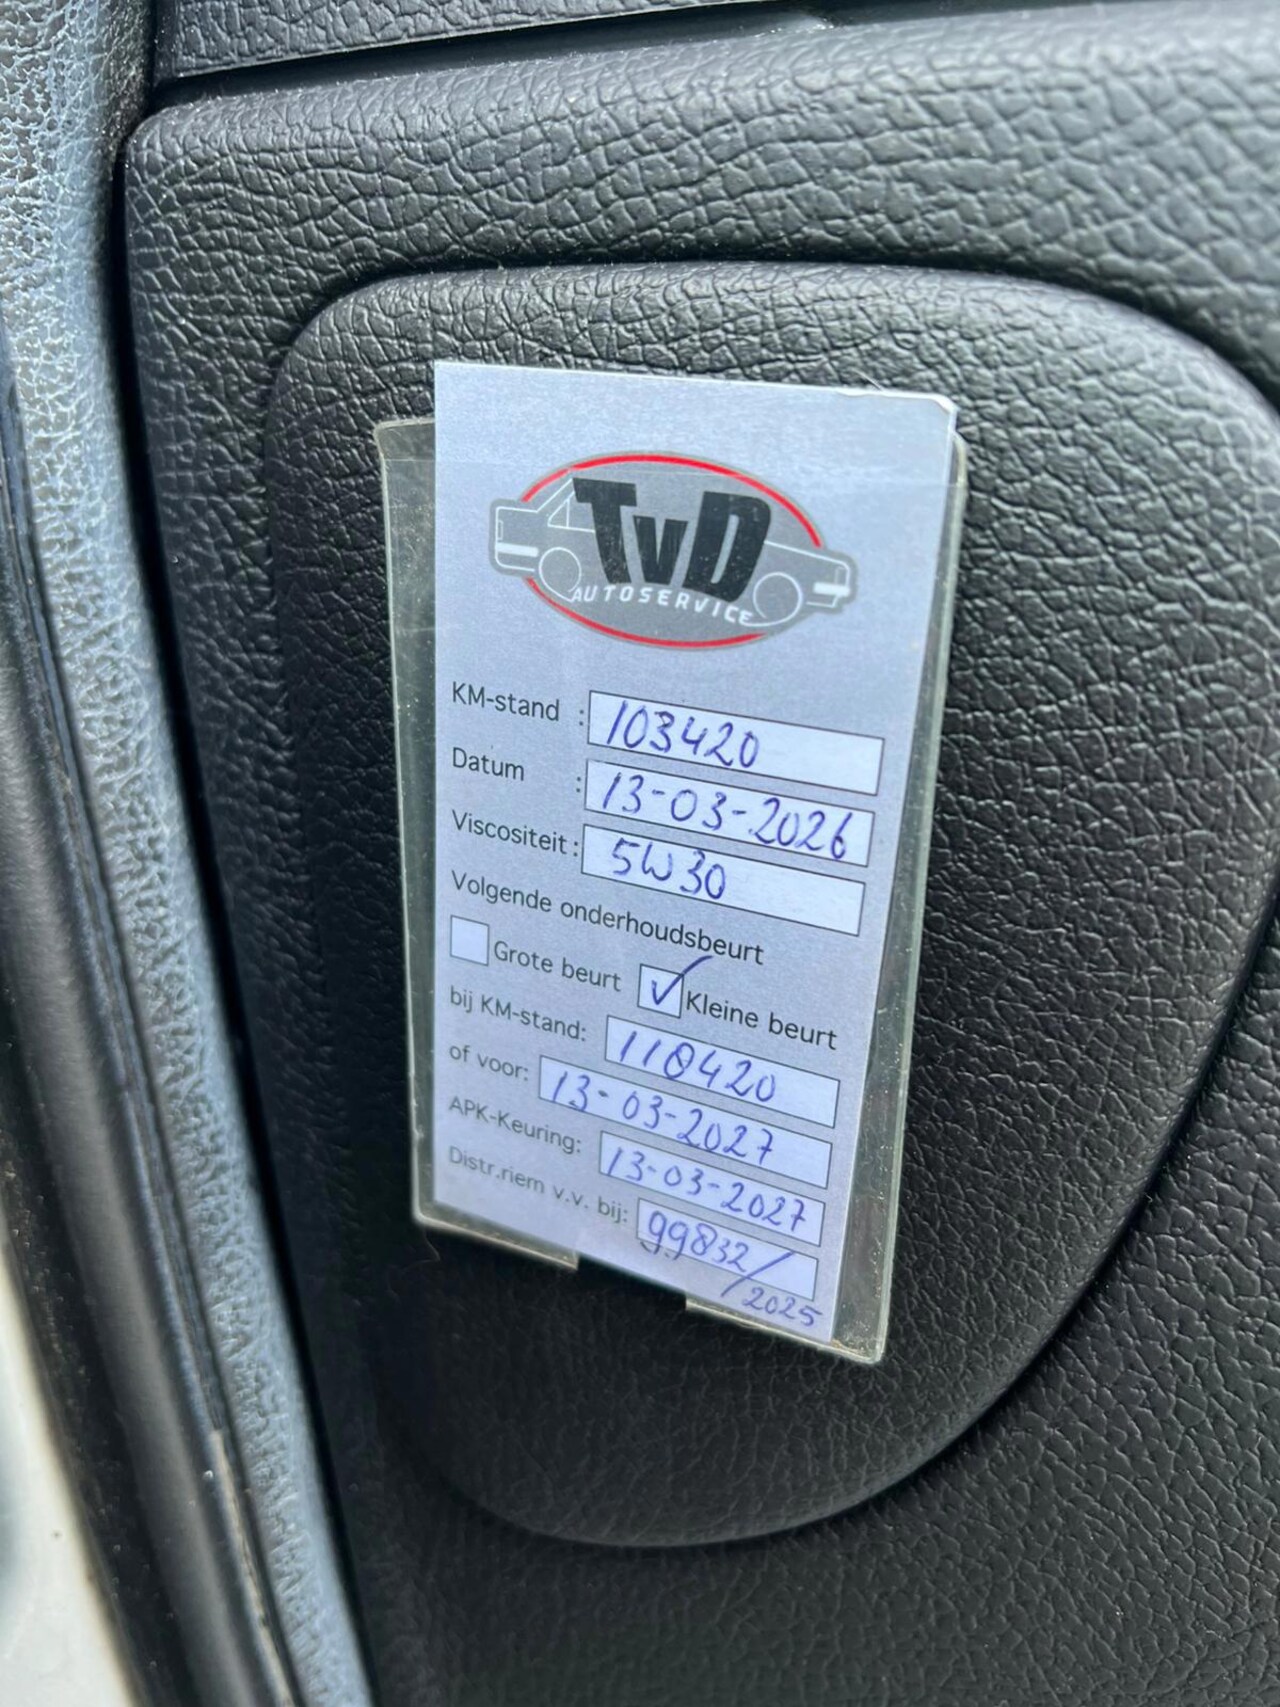 TVD
AUTOSERVICE
KM-stand : 103420
Datum : 13-03-2026
Viscositeit : 5W30
Volgende onderhoudsbeurt
Grote beurt ✓ Kleine beurt
bij KM-stand: 118420
of voor: 13-03-2027
APK-Keuring: 13-03-2027
Distr.riem v.v. bij: 99832/
2025